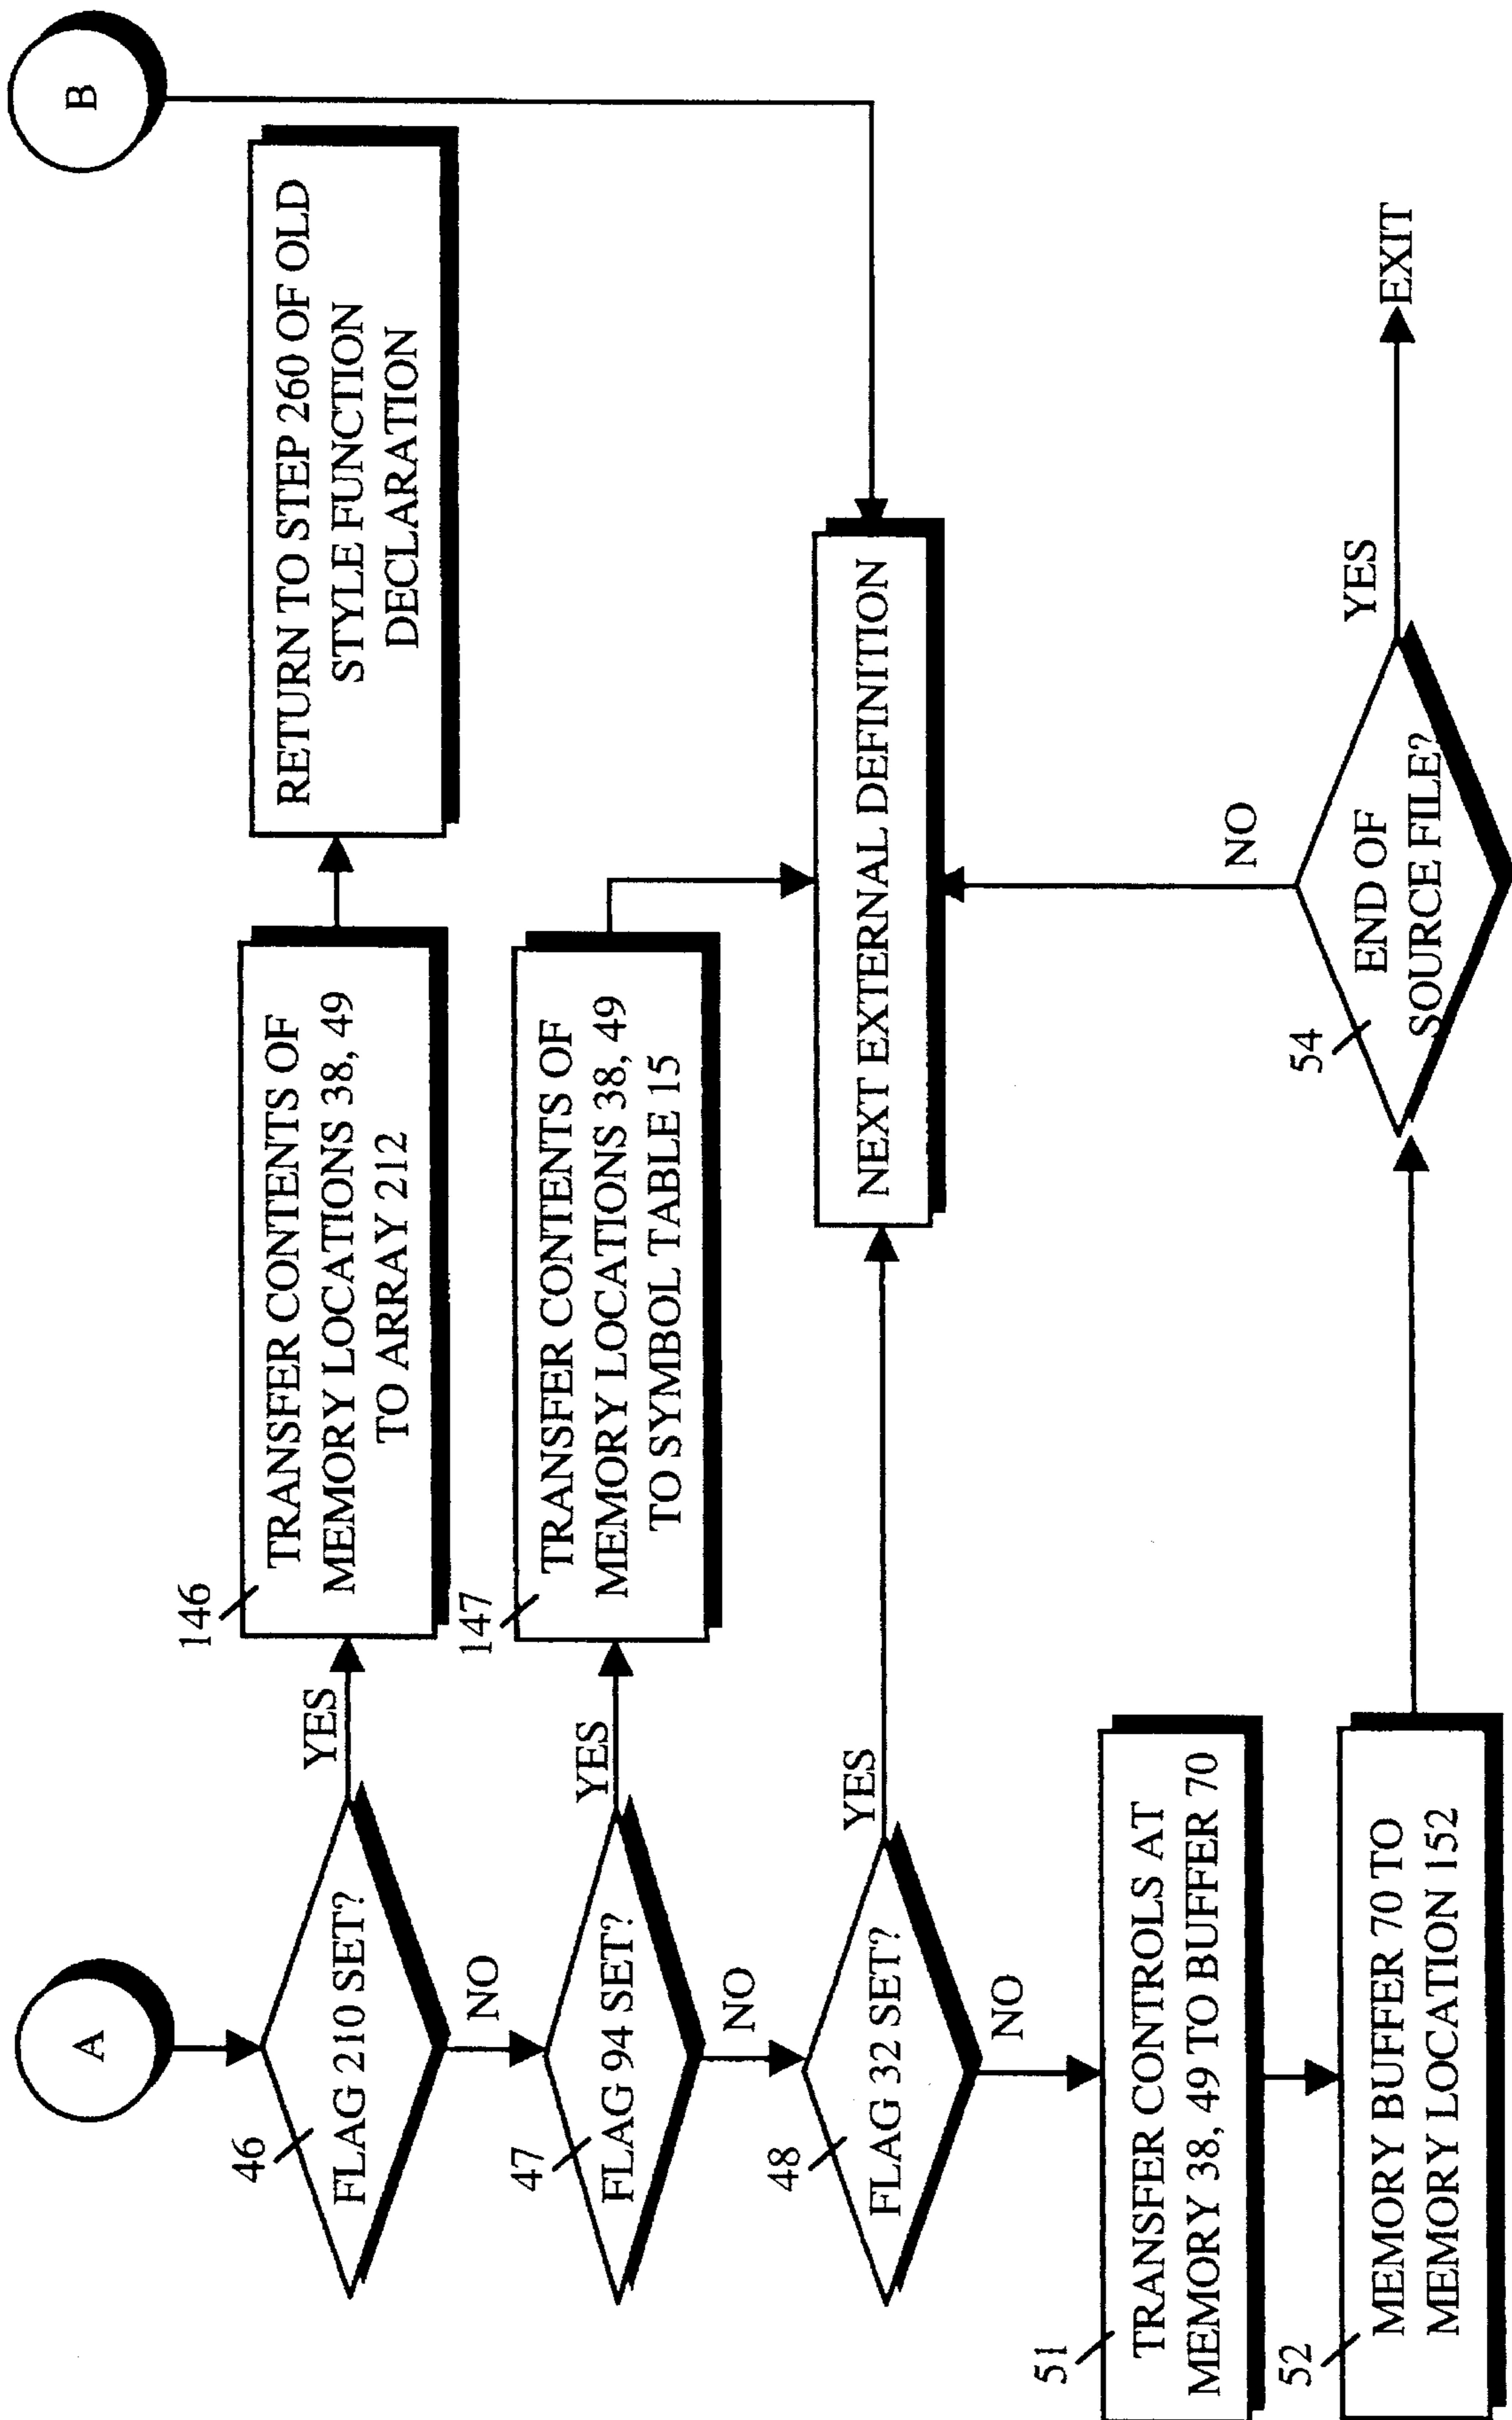 A
46
FLAG 210 SET?
YES
146
TRANSFER CONTENTS OF
MEMORY LOCATIONS 38, 49
TO ARRAY 212
RETURN TO STEP 260 OF OLD
STYLE FUNCTION
DECLARATION
B
NO
47
FLAG 94 SET?
YES
147
TRANSFER CONTENTS OF
MEMORY LOCATIONS 38, 49
TO SYMBOL TABLE 15
NO
48
FLAG 32 SET?
YES
NEXT EXTERNAL DEFINITION
NO
51
TRANSFER CONTROLS AT
MEMORY 38, 49 TO BUFFER 70
52
MEMORY BUFFER 70 TO
MEMORY LOCATION 152
54
END OF
SOURCE FILE?
NO
YES
EXIT